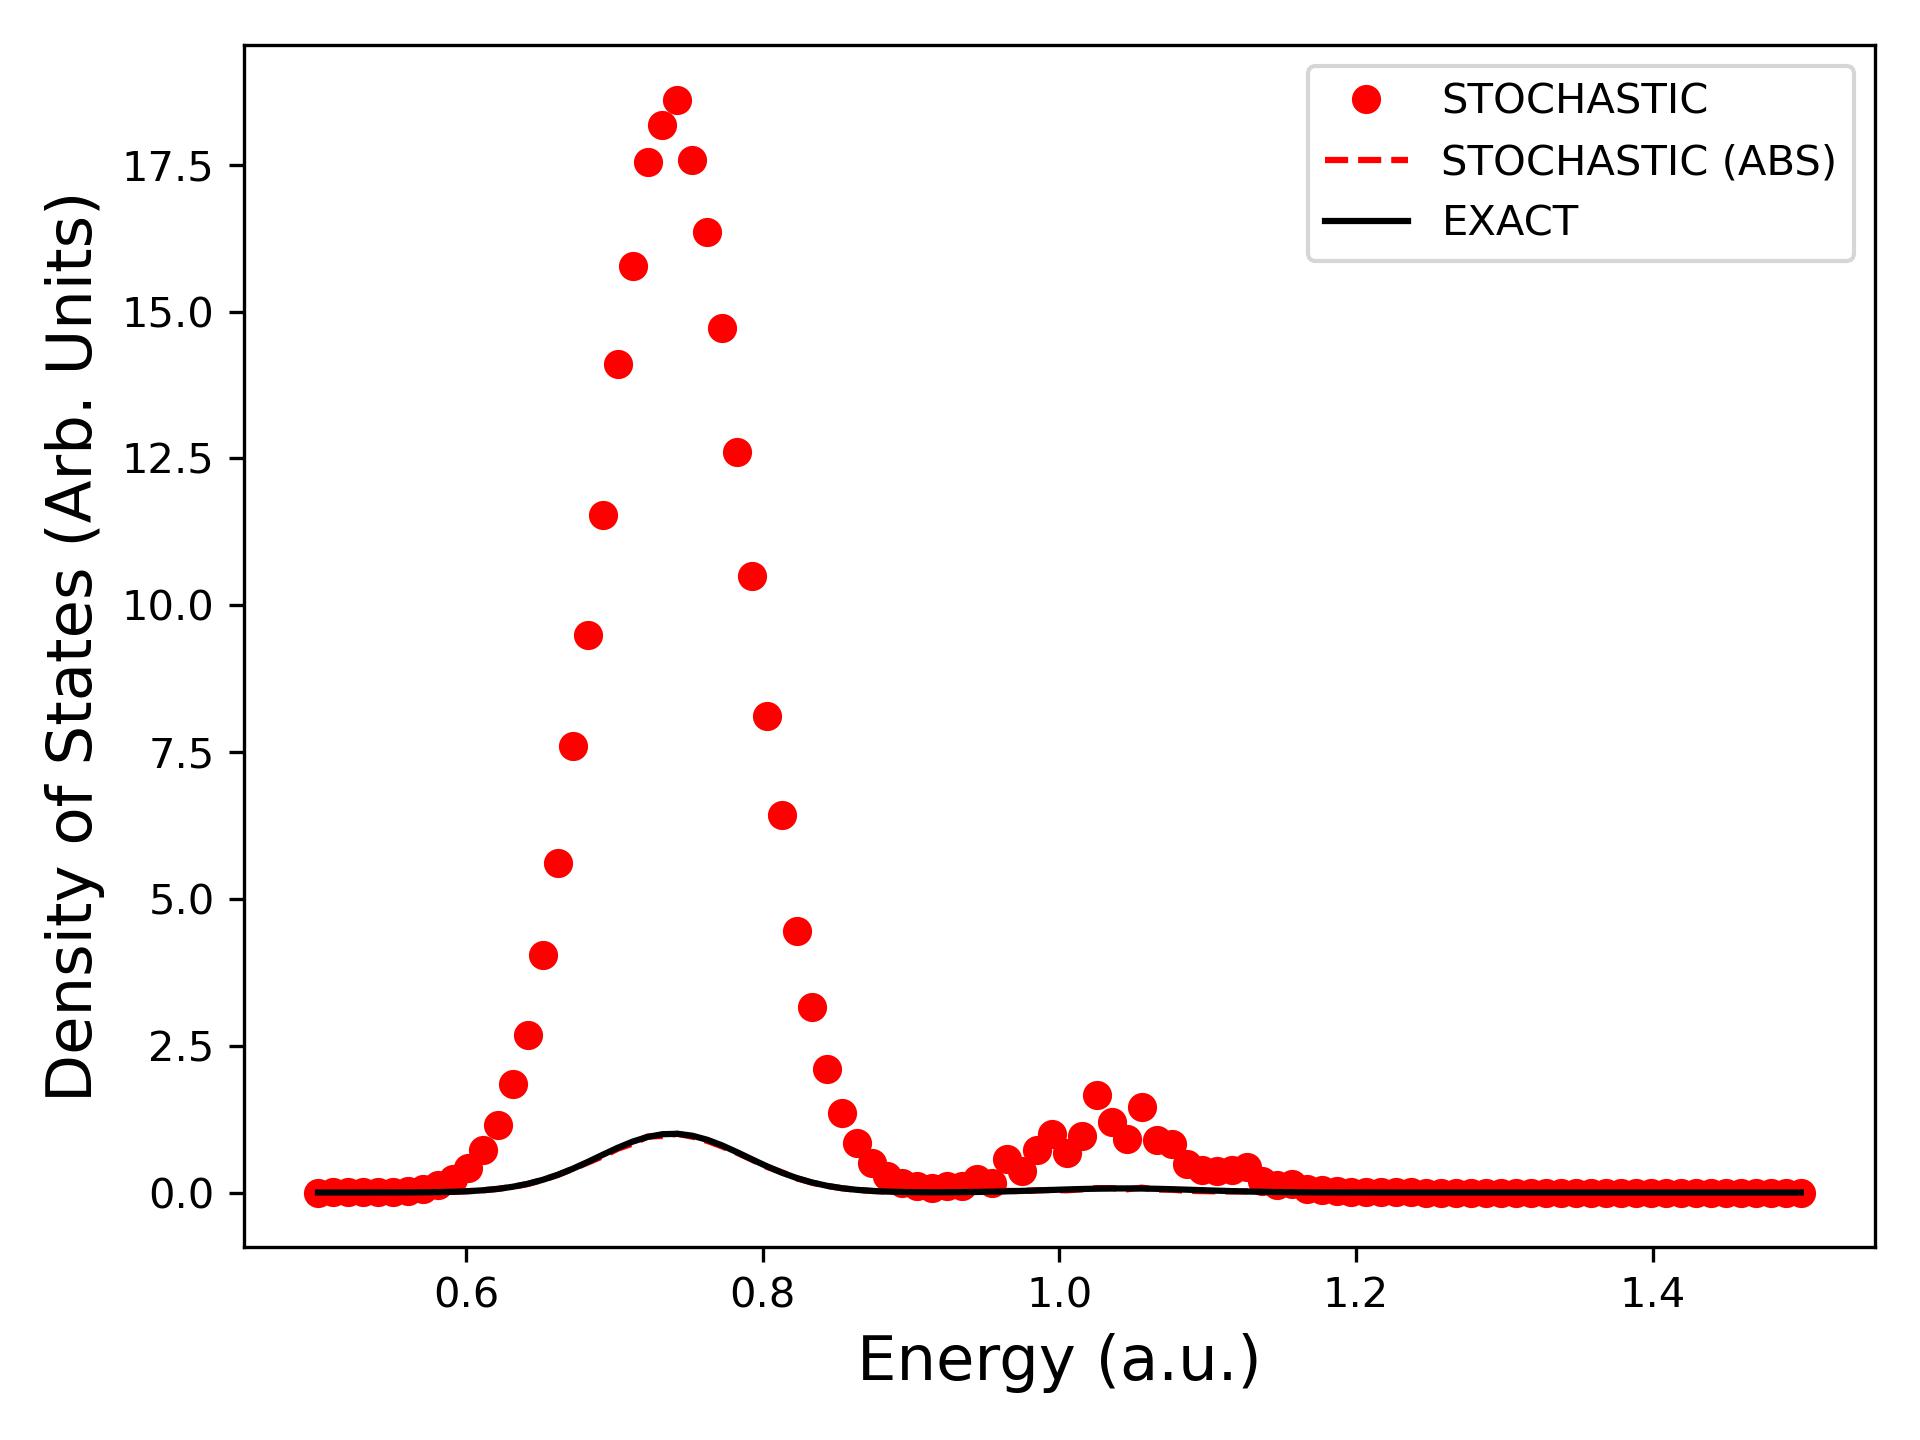 STOCHASTIC
STOCHASTIC (ABS)
EXACT
Density of States (Arb. Units)
17.5
15.0
12.5
10.0
7.5
5.0
2.5
0.0
0.6 0.8 1.0 1.2 1.4
Energy (a.u.)